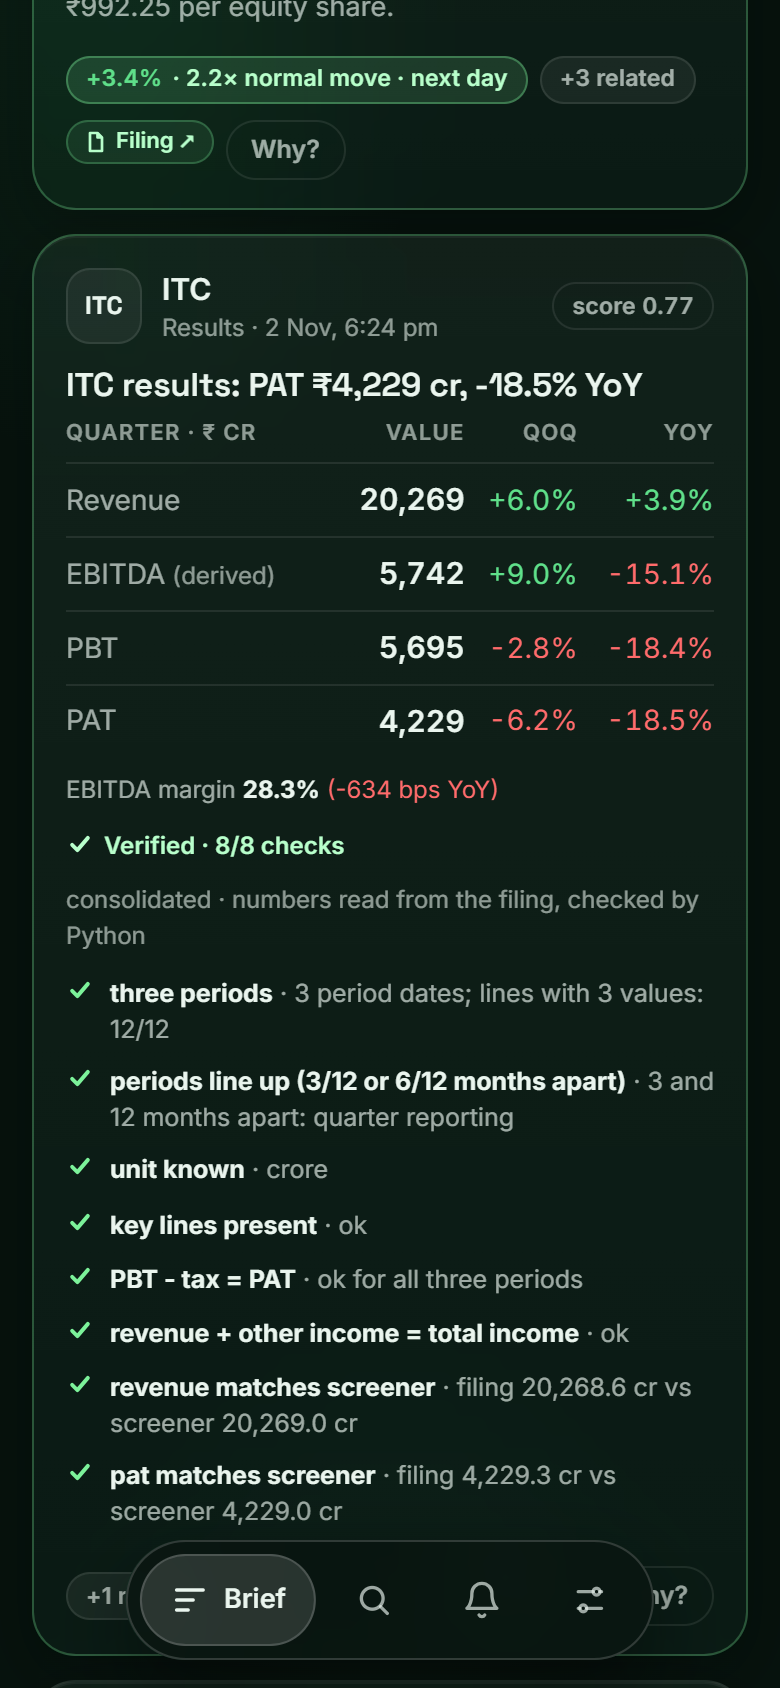 ₹992.25 per equity share.
+3.4% · 2.2× normal move · next day
+3 related
Filing ↗
Why?
ITC
ITC
Results · 2 Nov, 6:24 pm
score 0.77
ITC results: PAT ₹4,229 cr, -18.5% YoY
QUARTER · ₹ CR VALUE QOQ YOY
Revenue 20,269 +6.0% +3.9%
EBITDA (derived) 5,742 +9.0% -15.1%
PBT 5,695 -2.8% -18.4%
PAT 4,229 -6.2% -18.5%
EBITDA margin 28.3% (-634 bps YoY)
✓ Verified · 8/8 checks
consolidated · numbers read from the filing, checked by
Python
✓ three periods · 3 period dates; lines with 3 values:
12/12
✓ periods line up (3/12 or 6/12 months apart) · 3 and
12 months apart: quarter reporting
✓ unit known · crore
✓ key lines present · ok
✓ PBT - tax = PAT · ok for all three periods
✓ revenue + other income = total income · ok
✓ revenue matches screener · filing 20,268.6 cr vs
screener 20,269.0 cr
✓ pat matches screener · filing 4,229.3 cr vs
screener 4,229.0 cr
+1
Brief